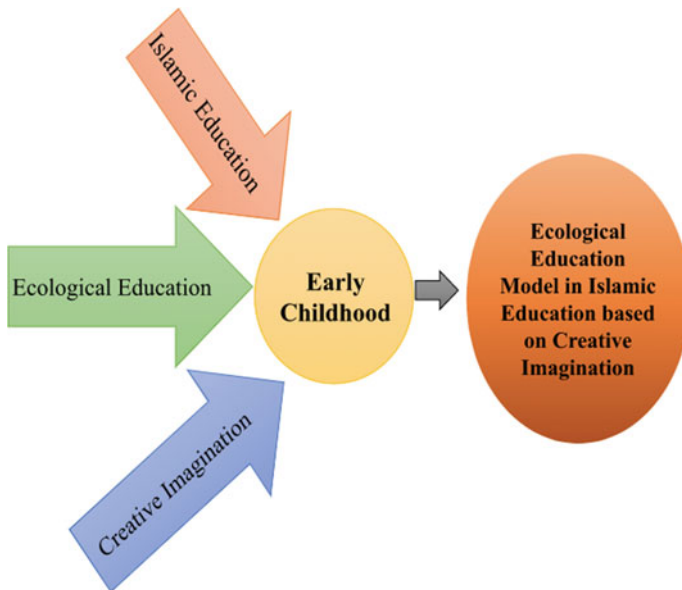 Islamic Education
Ecological Education
Creative Imagination
Early
Childhood
Ecological
Education
Model in Islamic
Education based
on Creative
Imagination